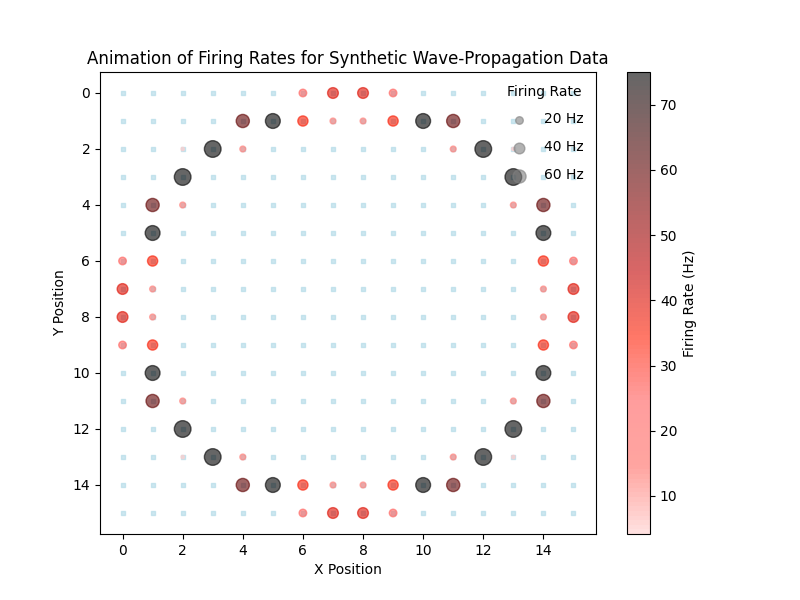 Animation of Firing Rates for Synthetic Wave-Propagation Data
Firing Rate
20 Hz
40 Hz
60 Hz
0
2
4
6
8
10
12
14
Y Position
0
2
4
6
8
10
12
14
X Position
70
60
50
40
30
20
10
Firing Rate (Hz)